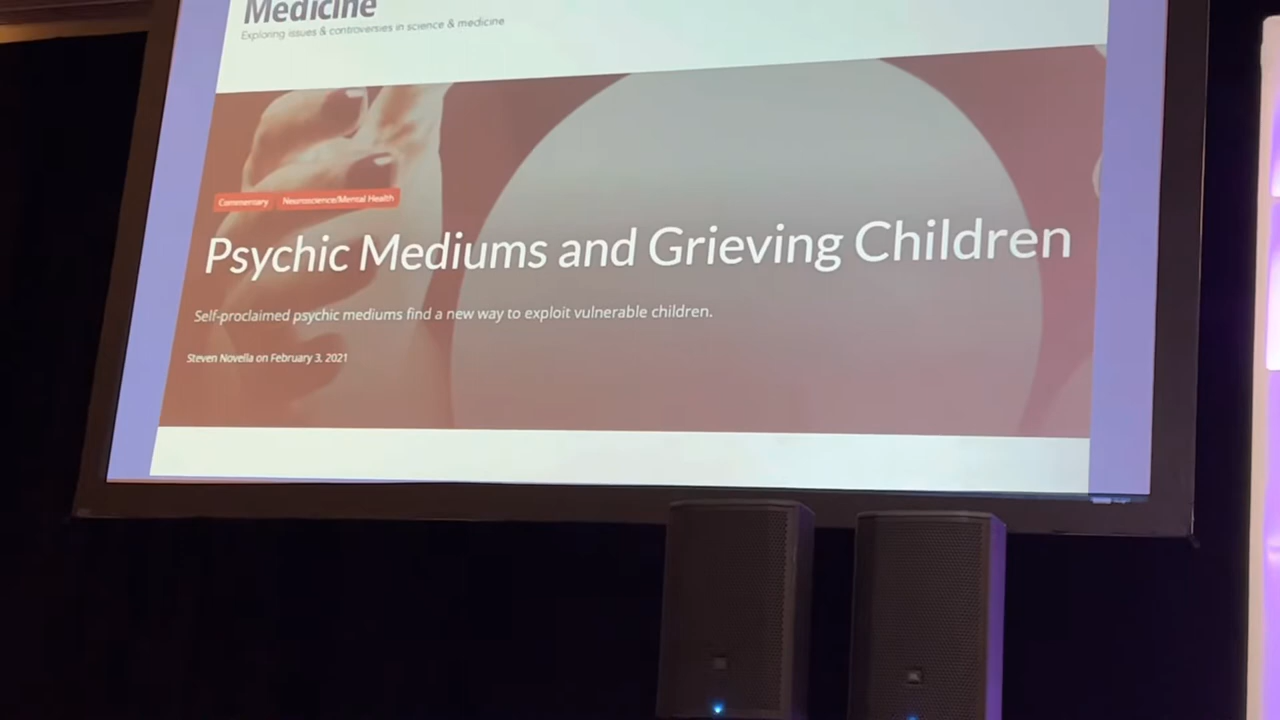 Medicine
Exploring issues & controversies in science & medicine
Commentary Neuroscience/Mental Health
Psychic Mediums and Grieving Children
Self-proclaimed psychic mediums find a new way to exploit vulnerable children.
Steven Novella on February 3, 2021